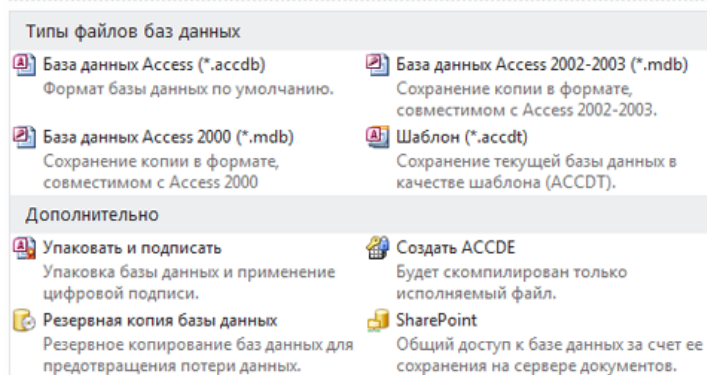 Типы файлов баз данных
База данных Access (*.accdb)
Формат базы данных по умолчанию.
База данных Access 2002-2003 (*.mdb)
Сохранение копии в формате,
совместимом с Access 2002-2003.
База данных Access 2000 (*.mdb)
Сохранение копии в формате,
совместимом с Access 2000
Шаблон (*.accdt)
Сохранение текущей базы данных в
качестве шаблона (ACCDT).
Дополнительно
Упаковать и подписать
Упаковка базы данных и применение
цифровой подписи.
Создать ACCDE
Будет скомпилирован только
исполняемый файл.
Резервная копия базы данных
Резервное копирование баз данных для
предотвращения потери данных.
SharePoint
Общий доступ к базе данных за счет ее
сохранения на сервере документов.